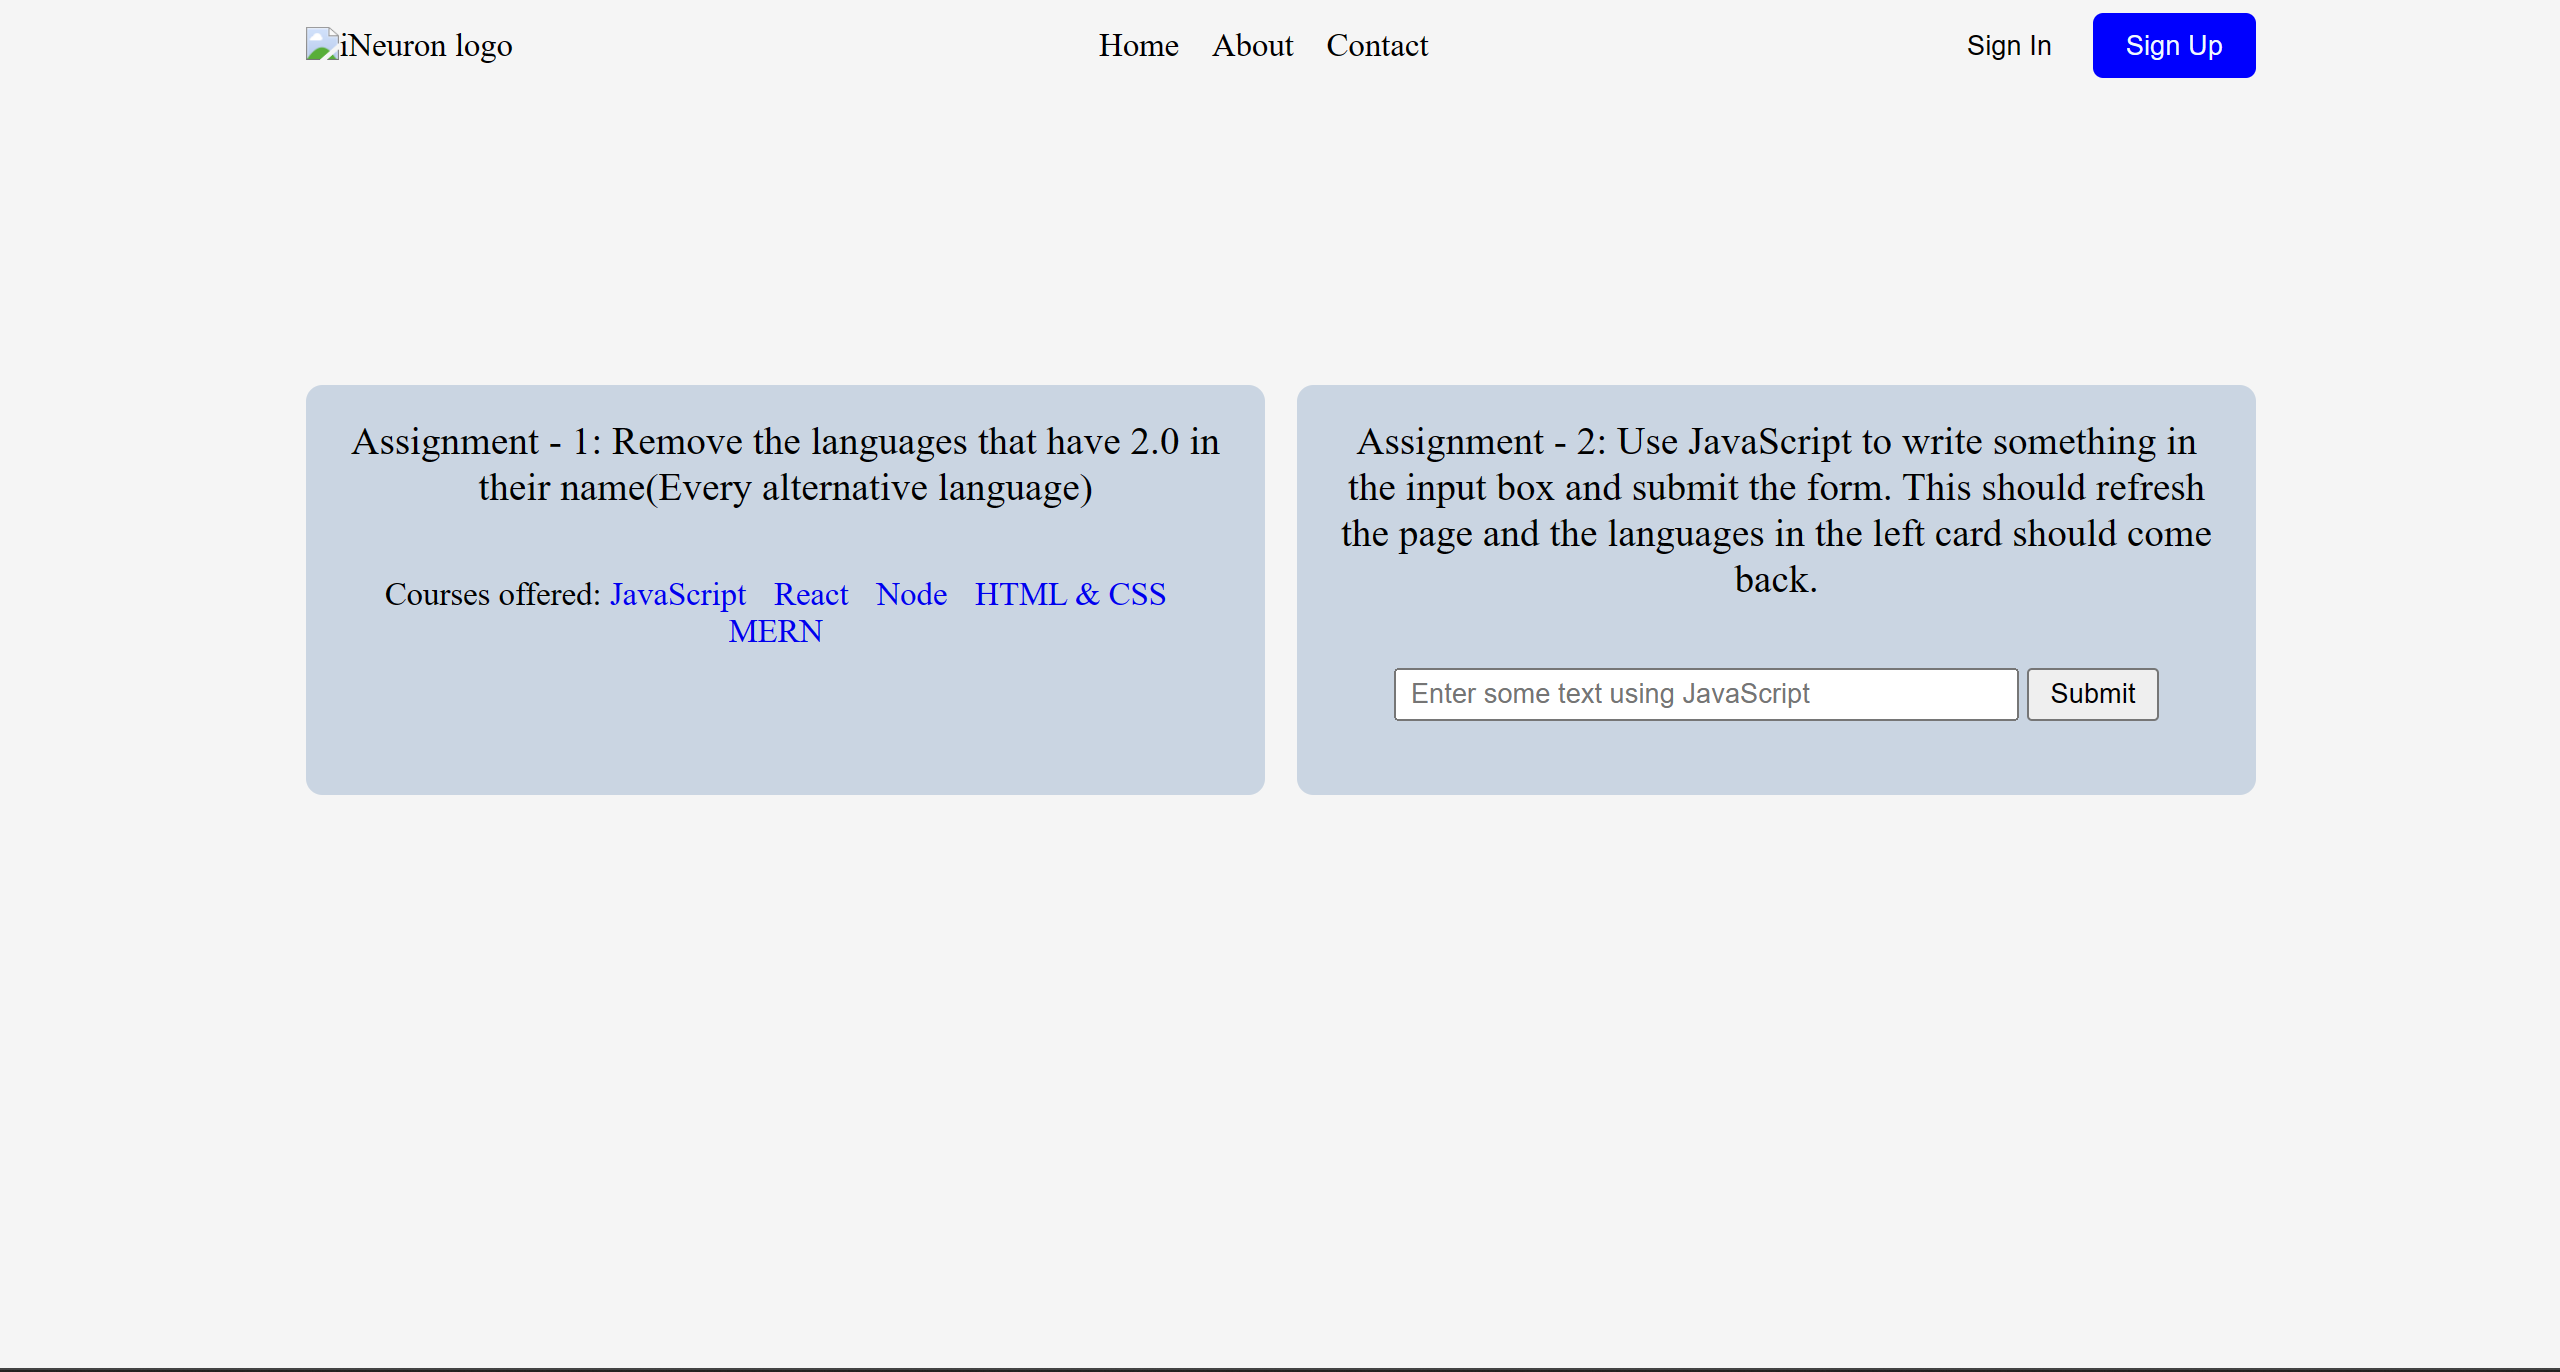 iNeuron logo
Home About Contact
Sign In
Sign Up
Assignment - 1: Remove the languages that have 2.0 in
their name(Every alternative language)
Courses offered: JavaScript React Node HTML & CSS
MERN
Assignment - 2: Use JavaScript to write something in
the input box and submit the form. This should refresh
the page and the languages in the left card should come
back.
Enter some text using JavaScript
Submit